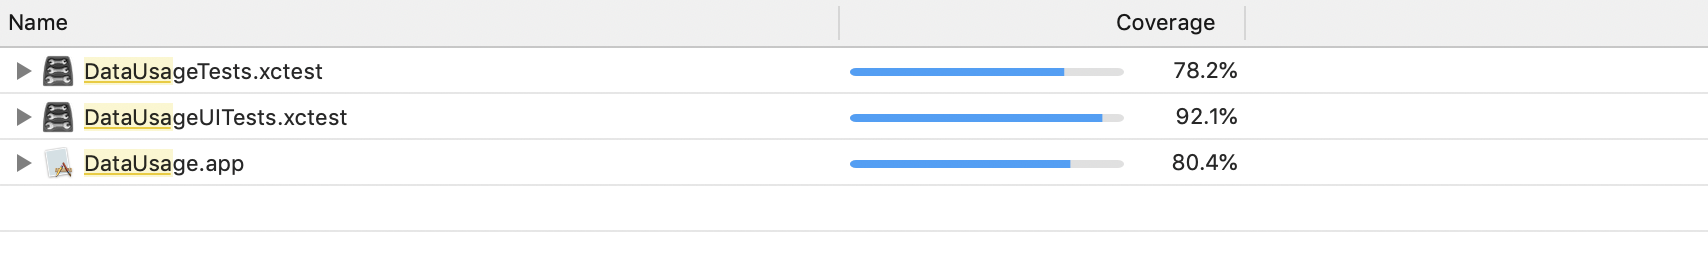 Name Coverage
DataUsageTests.xctest 78.2%
DataUsageUITests.xctest 92.1%
DataUsage.app 80.4%